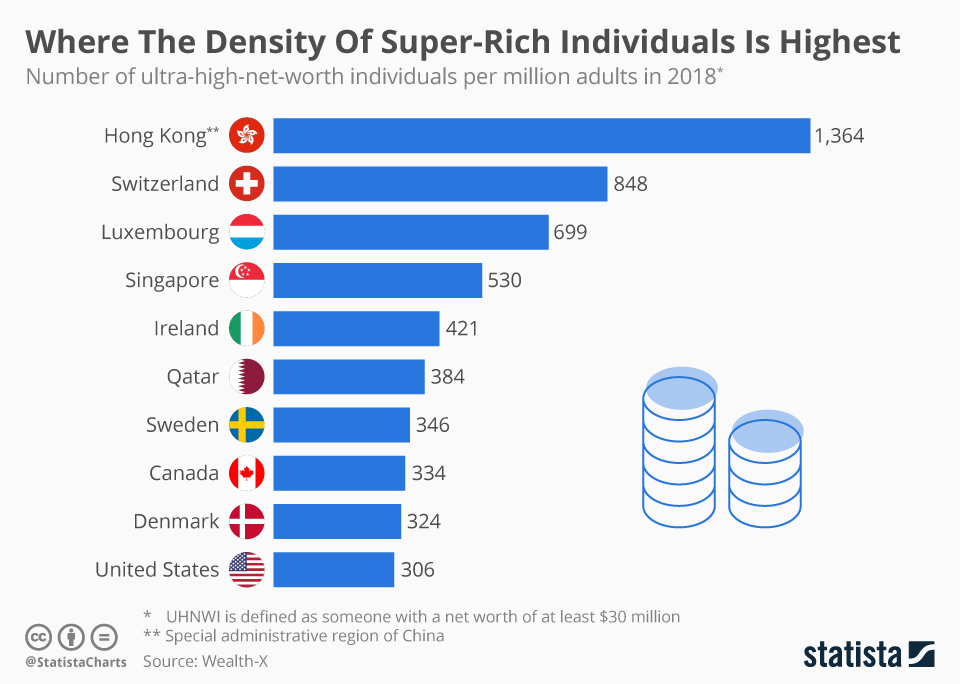 Where The Density Of Super-Rich Individuals Is Highest
Number of ultra-high-net-worth individuals per million adults in 2018*
Hong Kong** 1,364
Switzerland 848
Luxembourg 699
Singapore 530
Ireland 421
Qatar 384
Sweden 346
Canada 334
Denmark 324
United States 306
* UHNWI is defined as someone with a net worth of at least $30 million
** Special administrative region of China
cc
@StatistaCharts Source: Wealth-X
statista